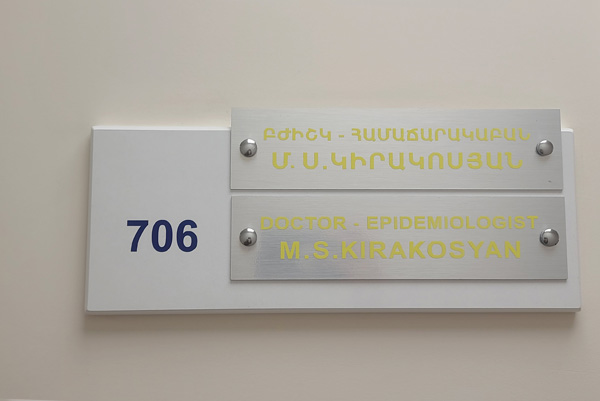 706
ԲԺԻՇԿ - ՀԱՄԱՃԱՐԱԿԱԲԱՆ
Մ.Ս.ԿԻՐԱԿՈՍՅԱՆ
DOCTOR - EPIDEMIOLOGIST
M.S.KIRAKOSYAN